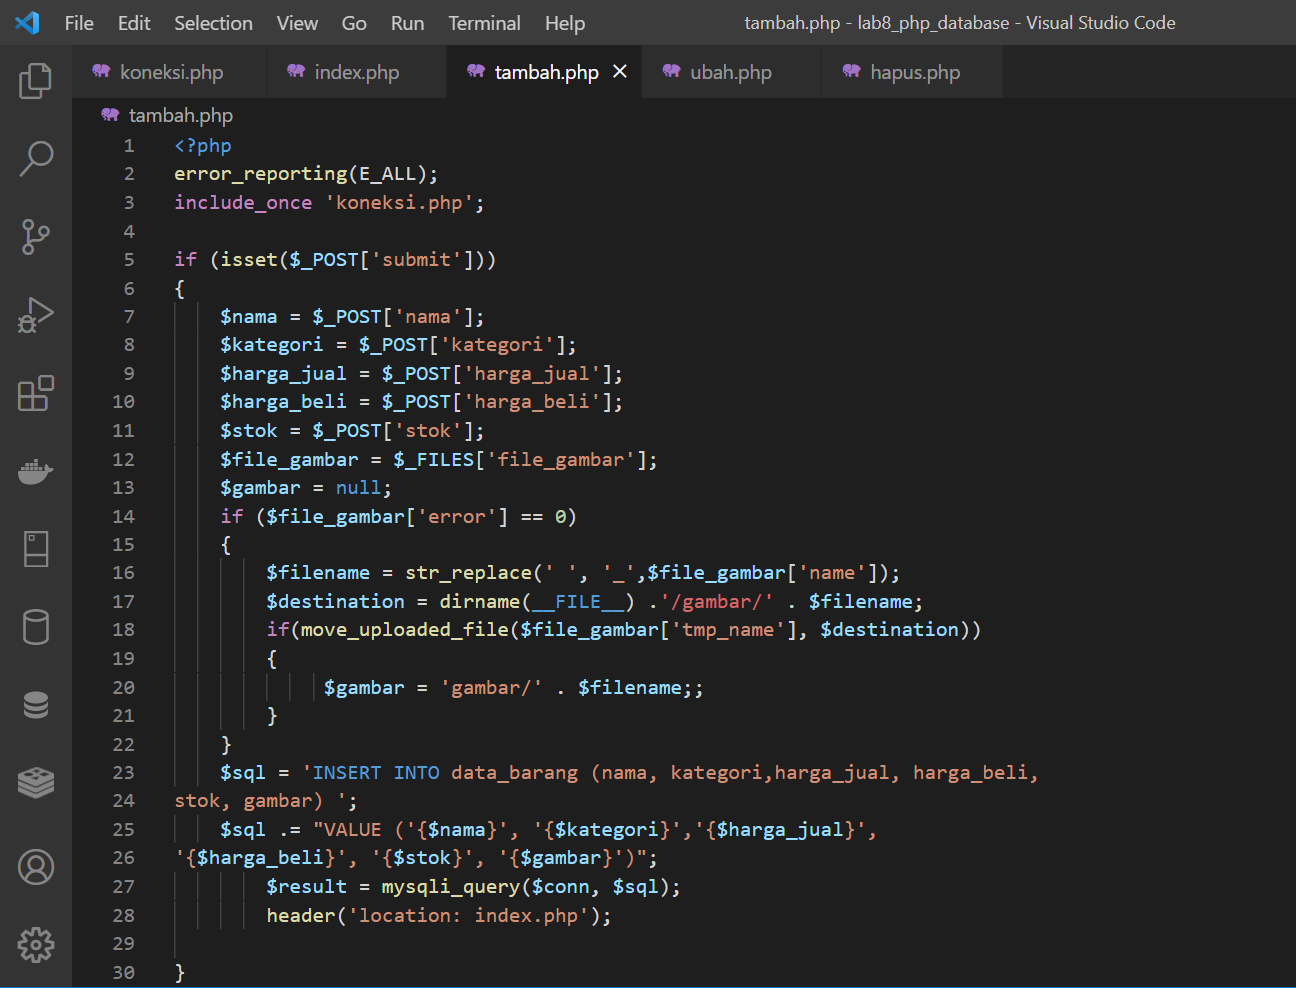 File Edit Selection View Go Run Terminal Help tambah.php - lab8_php_database - Visual Studio Code
koneksi.php index.php tambah.php ubah.php hapus.php
tambah.php
1 <?php
2 error_reporting(E_ALL);
3 include_once 'koneksi.php';
4
5 if (isset($_POST['submit']))
6 {
7 $nama = $_POST['nama'];
8 $kategori = $_POST['kategori'];
9 $harga_jual = $_POST['harga_jual'];
10 $harga_beli = $_POST['harga_beli'];
11 $stok = $_POST['stok'];
12 $file_gambar = $_FILES['file_gambar'];
13 $gambar = null;
14 if ($file_gambar['error'] == 0)
15 {
16 $filename = str_replace(' ', '_',$file_gambar['name']);
17 $destination = dirname(__FILE__) .'/gambar/' . $filename;
18 if(move_uploaded_file($file_gambar['tmp_name'], $destination))
19 {
20 $gambar = 'gambar/' . $filename;;
21 }
22 }
23 $sql = 'INSERT INTO data_barang (nama, kategori,harga_jual, harga_beli,
24 stok, gambar) ';
25 $sql .= "VALUE ('{$nama}', '{$kategori}','{$harga_jual}',
26 '{$harga_beli}', '{$stok}', '{$gambar}')";
27 $result = mysqli_query($conn, $sql);
28 header('location: index.php');
29
30 }